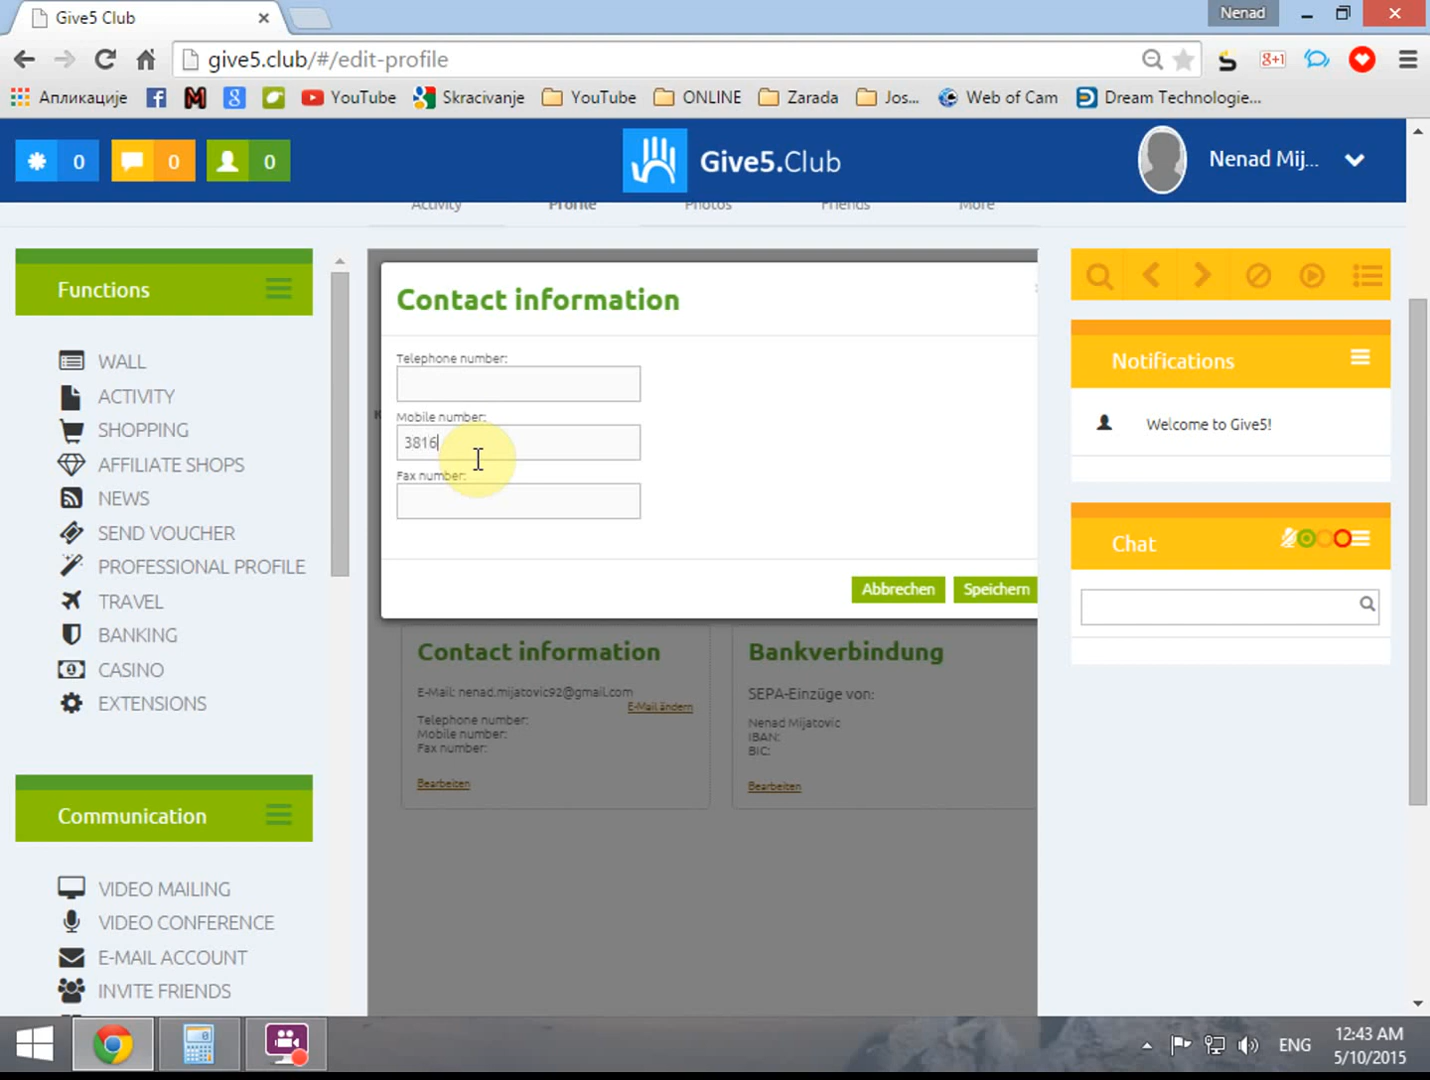 Give5 Club
Nenad
give5.club/#/edit-profile
Апликације
YouTube
Skracivanje
YouTube
ONLINE
Zarada
Jos...
Web of Cam
Dream Technologie...
0
0
0
Give5.Club
Nenad Mij...
Activity
Profile
Photos
Friends
More
Functions
WALL
ACTIVITY
SHOPPING
AFFILIATE SHOPS
NEWS
SEND VOUCHER
PROFESSIONAL PROFILE
TRAVEL
BANKING
CASINO
EXTENSIONS
Communication
VIDEO MAILING
VIDEO CONFERENCE
E-MAIL ACCOUNT
INVITE FRIENDS
Contact information
Telephone number:
Mobile number:
3816
Fax number:
Abbrechen
Speichern
Contact information
E-Mail: nenad.mijatovic92@gmail.com
E-Mail ändern
Telephone number:
Mobile number:
Fax number:
Bearbeiten
Bankverbindung
SEPA-Einzüge von:
Nenad Mijatovic
IBAN:
BIC:
Bearbeiten
Notifications
Welcome to Give5!
Chat
ENG
12:43 AM
5/10/2015